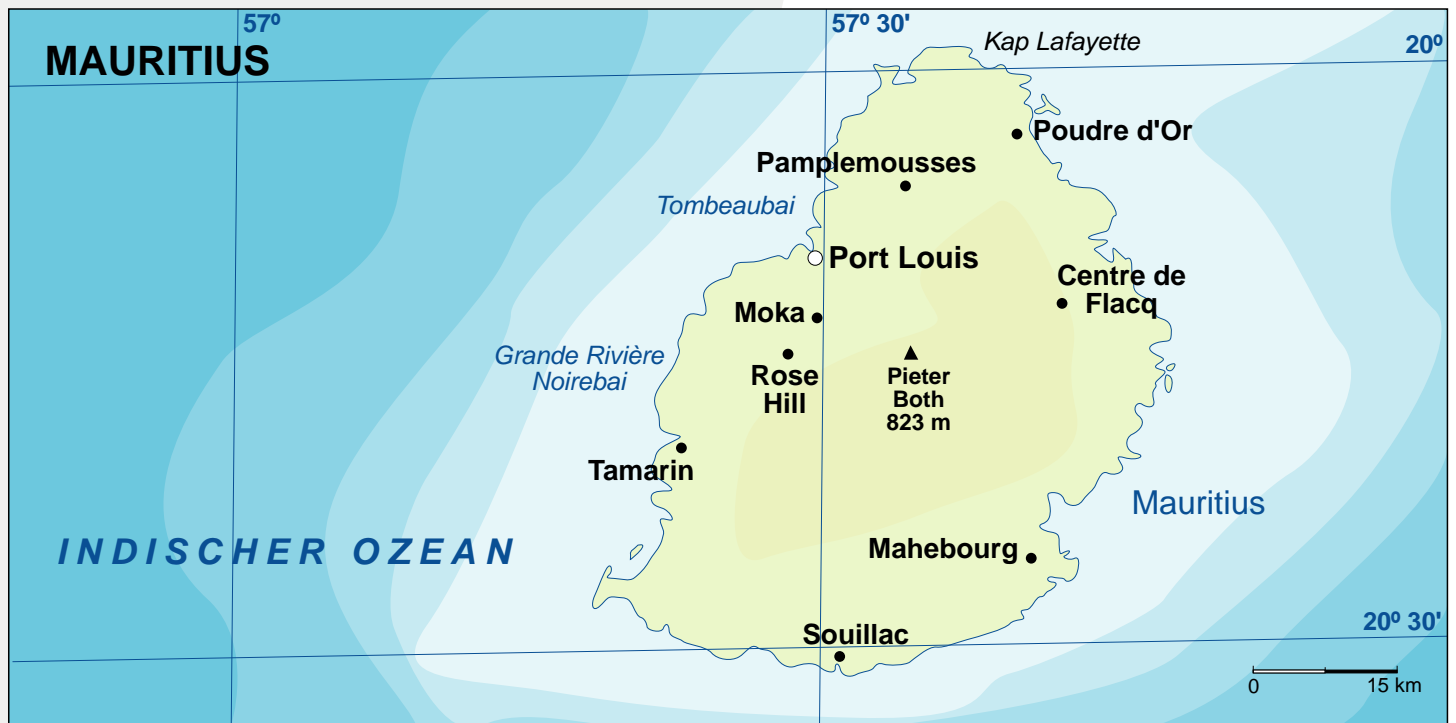 57º
57º 30'
Kap Lafayette
20º
MAURITIUS
Poudre d'Or
Pamplemousses
Tombeaubai
Port Louis
Centre de
Flacq
Moka
Grande Rivière
Noirebai
Rose
Hill
Pieter
Both
823 m
Tamarin
Mauritius
INDISCHER OZEAN
Mahebourg
Souillac
20º 30'
0
15 km